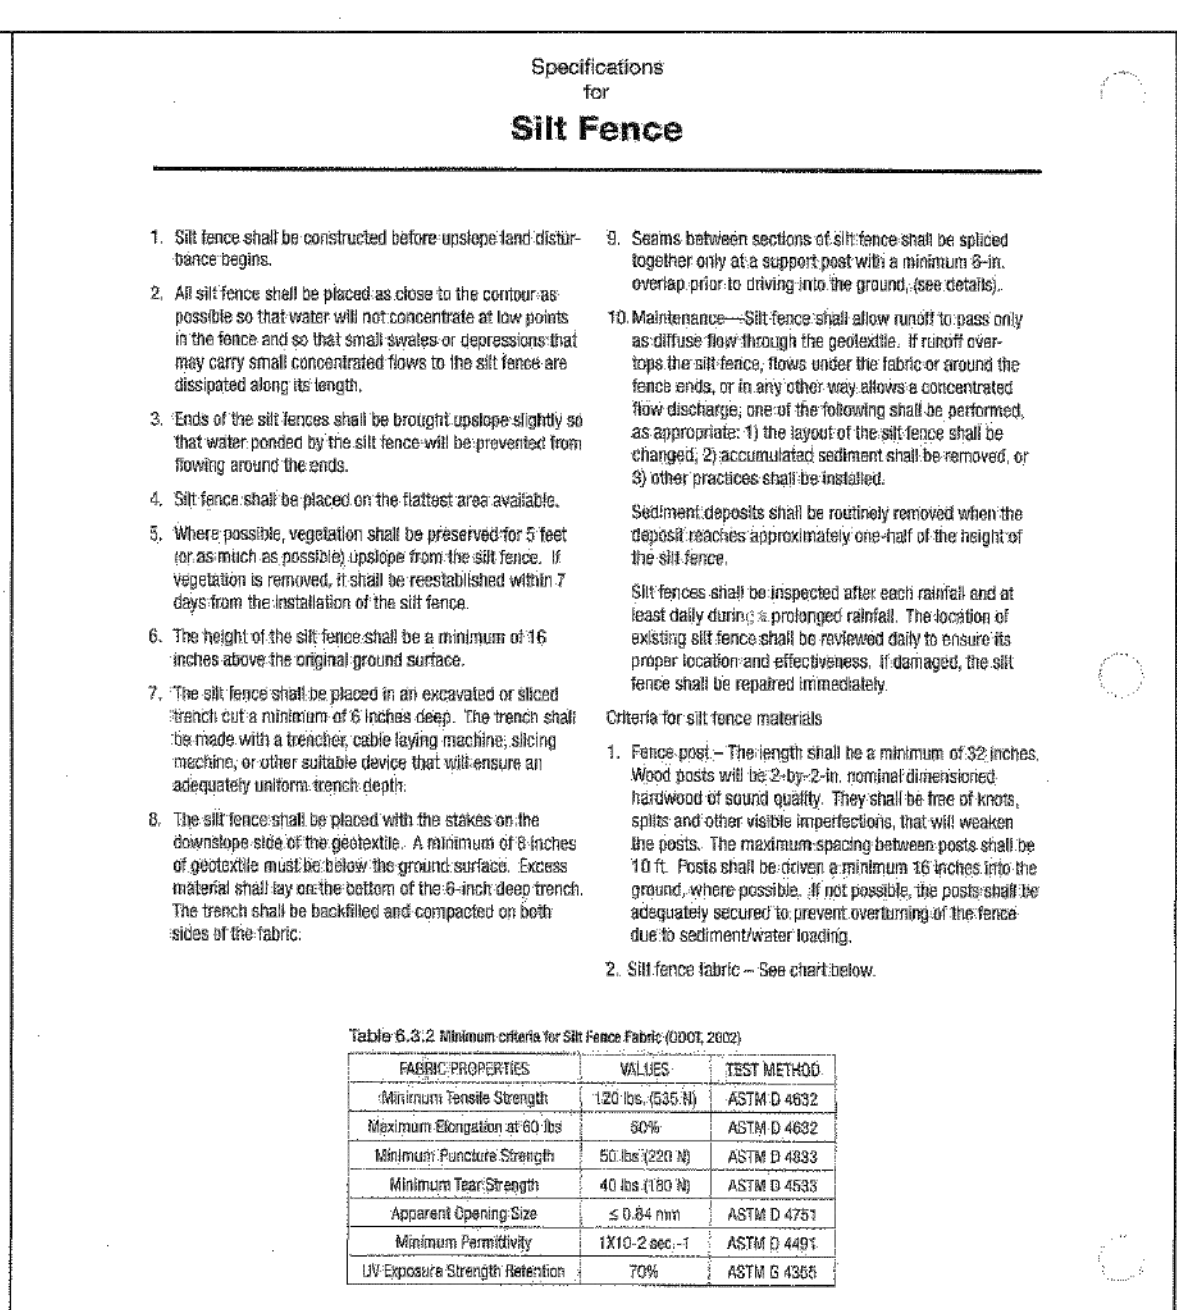 Specifications
for
Silt Fence
1. Silt fence shall be constructed before upslope land distur-
bance begins.
2. All silt fence shall be placed as close to the contour as
possible so that water will not concentrate at low points
in the fence and so that small swales or depressions that
may carry small concentrated flows to the silt fence are
dissipated along its length.
3. Ends of the silt fences shall be brought upslope slightly so
that water ponded by the silt fence will be prevented from
flowing around the ends.
4. Silt fence shall be placed on the flattest area available.
5. Where possible, vegetation shall be preserved for 5 feet
(or as much as possible) upslope from the silt fence. If
vegetation is removed, it shall be reestablished within 7
days from the installation of the silt fence.
6. The height of the silt fence shall be a minimum of 16
inches above the original ground surface.
7. The silt fence shall be placed in an excavated or sliced
trench cut a minimum of 6 inches deep. The trench shall
be made with a trencher, cable laying machine, slicing
machine, or other suitable device that will ensure an
adequately uniform trench depth.
8. The silt fence shall be placed with the stakes on the
downslope side of the geotextile. A minimum of 8 inches
of geotextile must be below the ground surface. Excess
material shall lay on the bottom of the 6-inch deep trench.
The trench shall be backfilled and compacted on both
sides of the fabric.
9. Seams between sections of silt fence shall be spliced
together only at a support post with a minimum 6-in.
overlap prior to driving into the ground, (see details).
10. Maintenance—Silt fence shall allow runoff to pass only
as diffuse flow through the geotextile. If runoff over-
tops the silt fence, flows under the fabric or around the
fence ends, or in any other way allows a concentrated
flow discharge, one of the following shall be performed,
as appropriate: 1) the layout of the silt fence shall be
changed, 2) accumulated sediment shall be removed, or
3) other practices shall be installed.
Sediment deposits shall be routinely removed when the
deposit reaches approximately one-half of the height of
the silt fence.
Silt fences shall be inspected after each rainfall and at
least daily during a prolonged rainfall. The location of
existing silt fence shall be reviewed daily to ensure its
proper location and effectiveness. If damaged, the silt
fence shall be repaired immediately.
Criteria for silt fence materials
1. Fence post – The length shall be a minimum of 32 inches.
Wood posts will be 2-by-2-in. nominal dimensioned
hardwood of sound quality. They shall be free of knots,
splits and other visible imperfections, that will weaken
the posts. The maximum spacing between posts shall be
10 ft. Posts shall be driven a minimum 16 inches into the
ground, where possible. If not possible, the posts shall be
adequately secured to prevent overturning of the fence
due to sediment/water loading.
2. Silt fence fabric – See chart below.
Table 6.3.2 Minimum criteria for Silt Fence Fabric (ODOT, 2002)
FABRIC PROPERTIES VALUES TEST METHOD
Minimum Tensile Strength 120 lbs. (535 N) ASTM D 4632
Maximum Elongation at 60 lbs 50% ASTM D 4632
Minimum Puncture Strength 50 lbs (220 N) ASTM D 4833
Minimum Tear Strength 40 lbs (180 N) ASTM D 4533
Apparent Opening Size ≤ 0.84 mm ASTM D 4751
Minimum Permittivity 1X10-2 sec.-1 ASTM D 4491
UV Exposure Strength Retention 70% ASTM G 4355